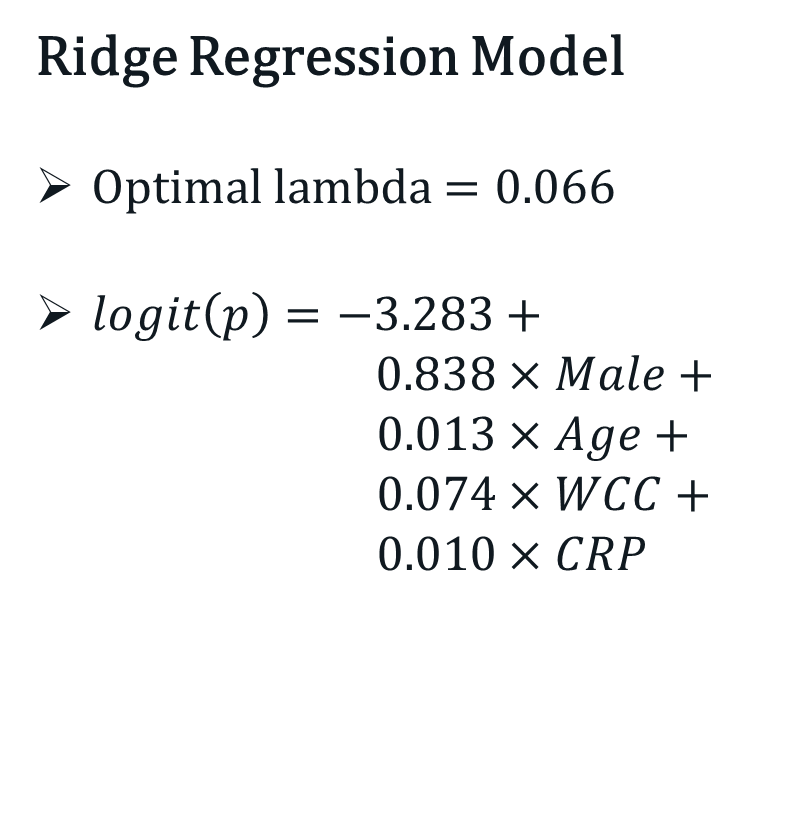 Ridge Regression Model
➢ Optimal lambda = 0.066
➢ logit(p) = −3.283 +
0.838 × Male +
0.013 × Age +
0.074 × WCC +
0.010 × CRP